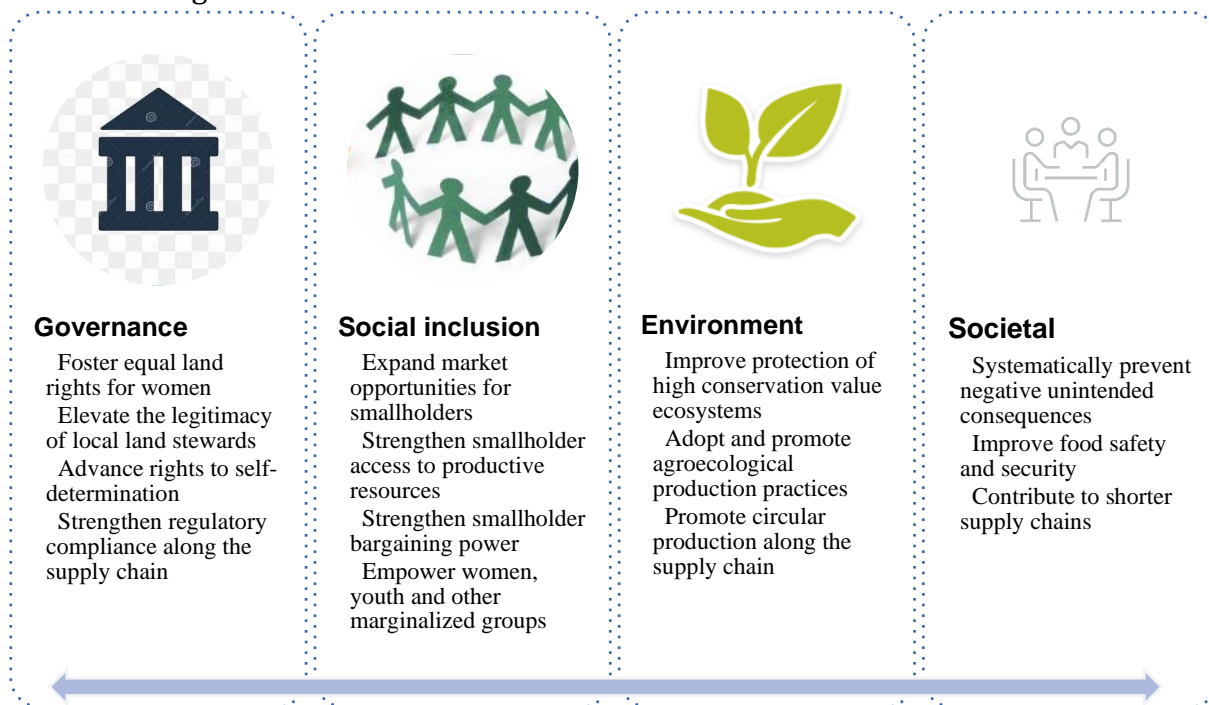 Governance
Foster equal land
rights for women
Elevate the legitimacy
of local land stewards
Advance rights to self-
determination
Strengthen regulatory
compliance along the
supply chain
Social inclusion
Expand market
opportunities for
smallholders
Strengthen smallholder
access to productive
resources
Strengthen smallholder
bargaining power
Empower women,
youth and other
marginalized groups
Environment
Improve protection of
high conservation value
ecosystems
Adopt and promote
agroecological
production practices
Promote circular
production along the
supply chain
Societal
Systematically prevent
negative unintended
consequences
Improve food safety
and security
Contribute to shorter
supply chains